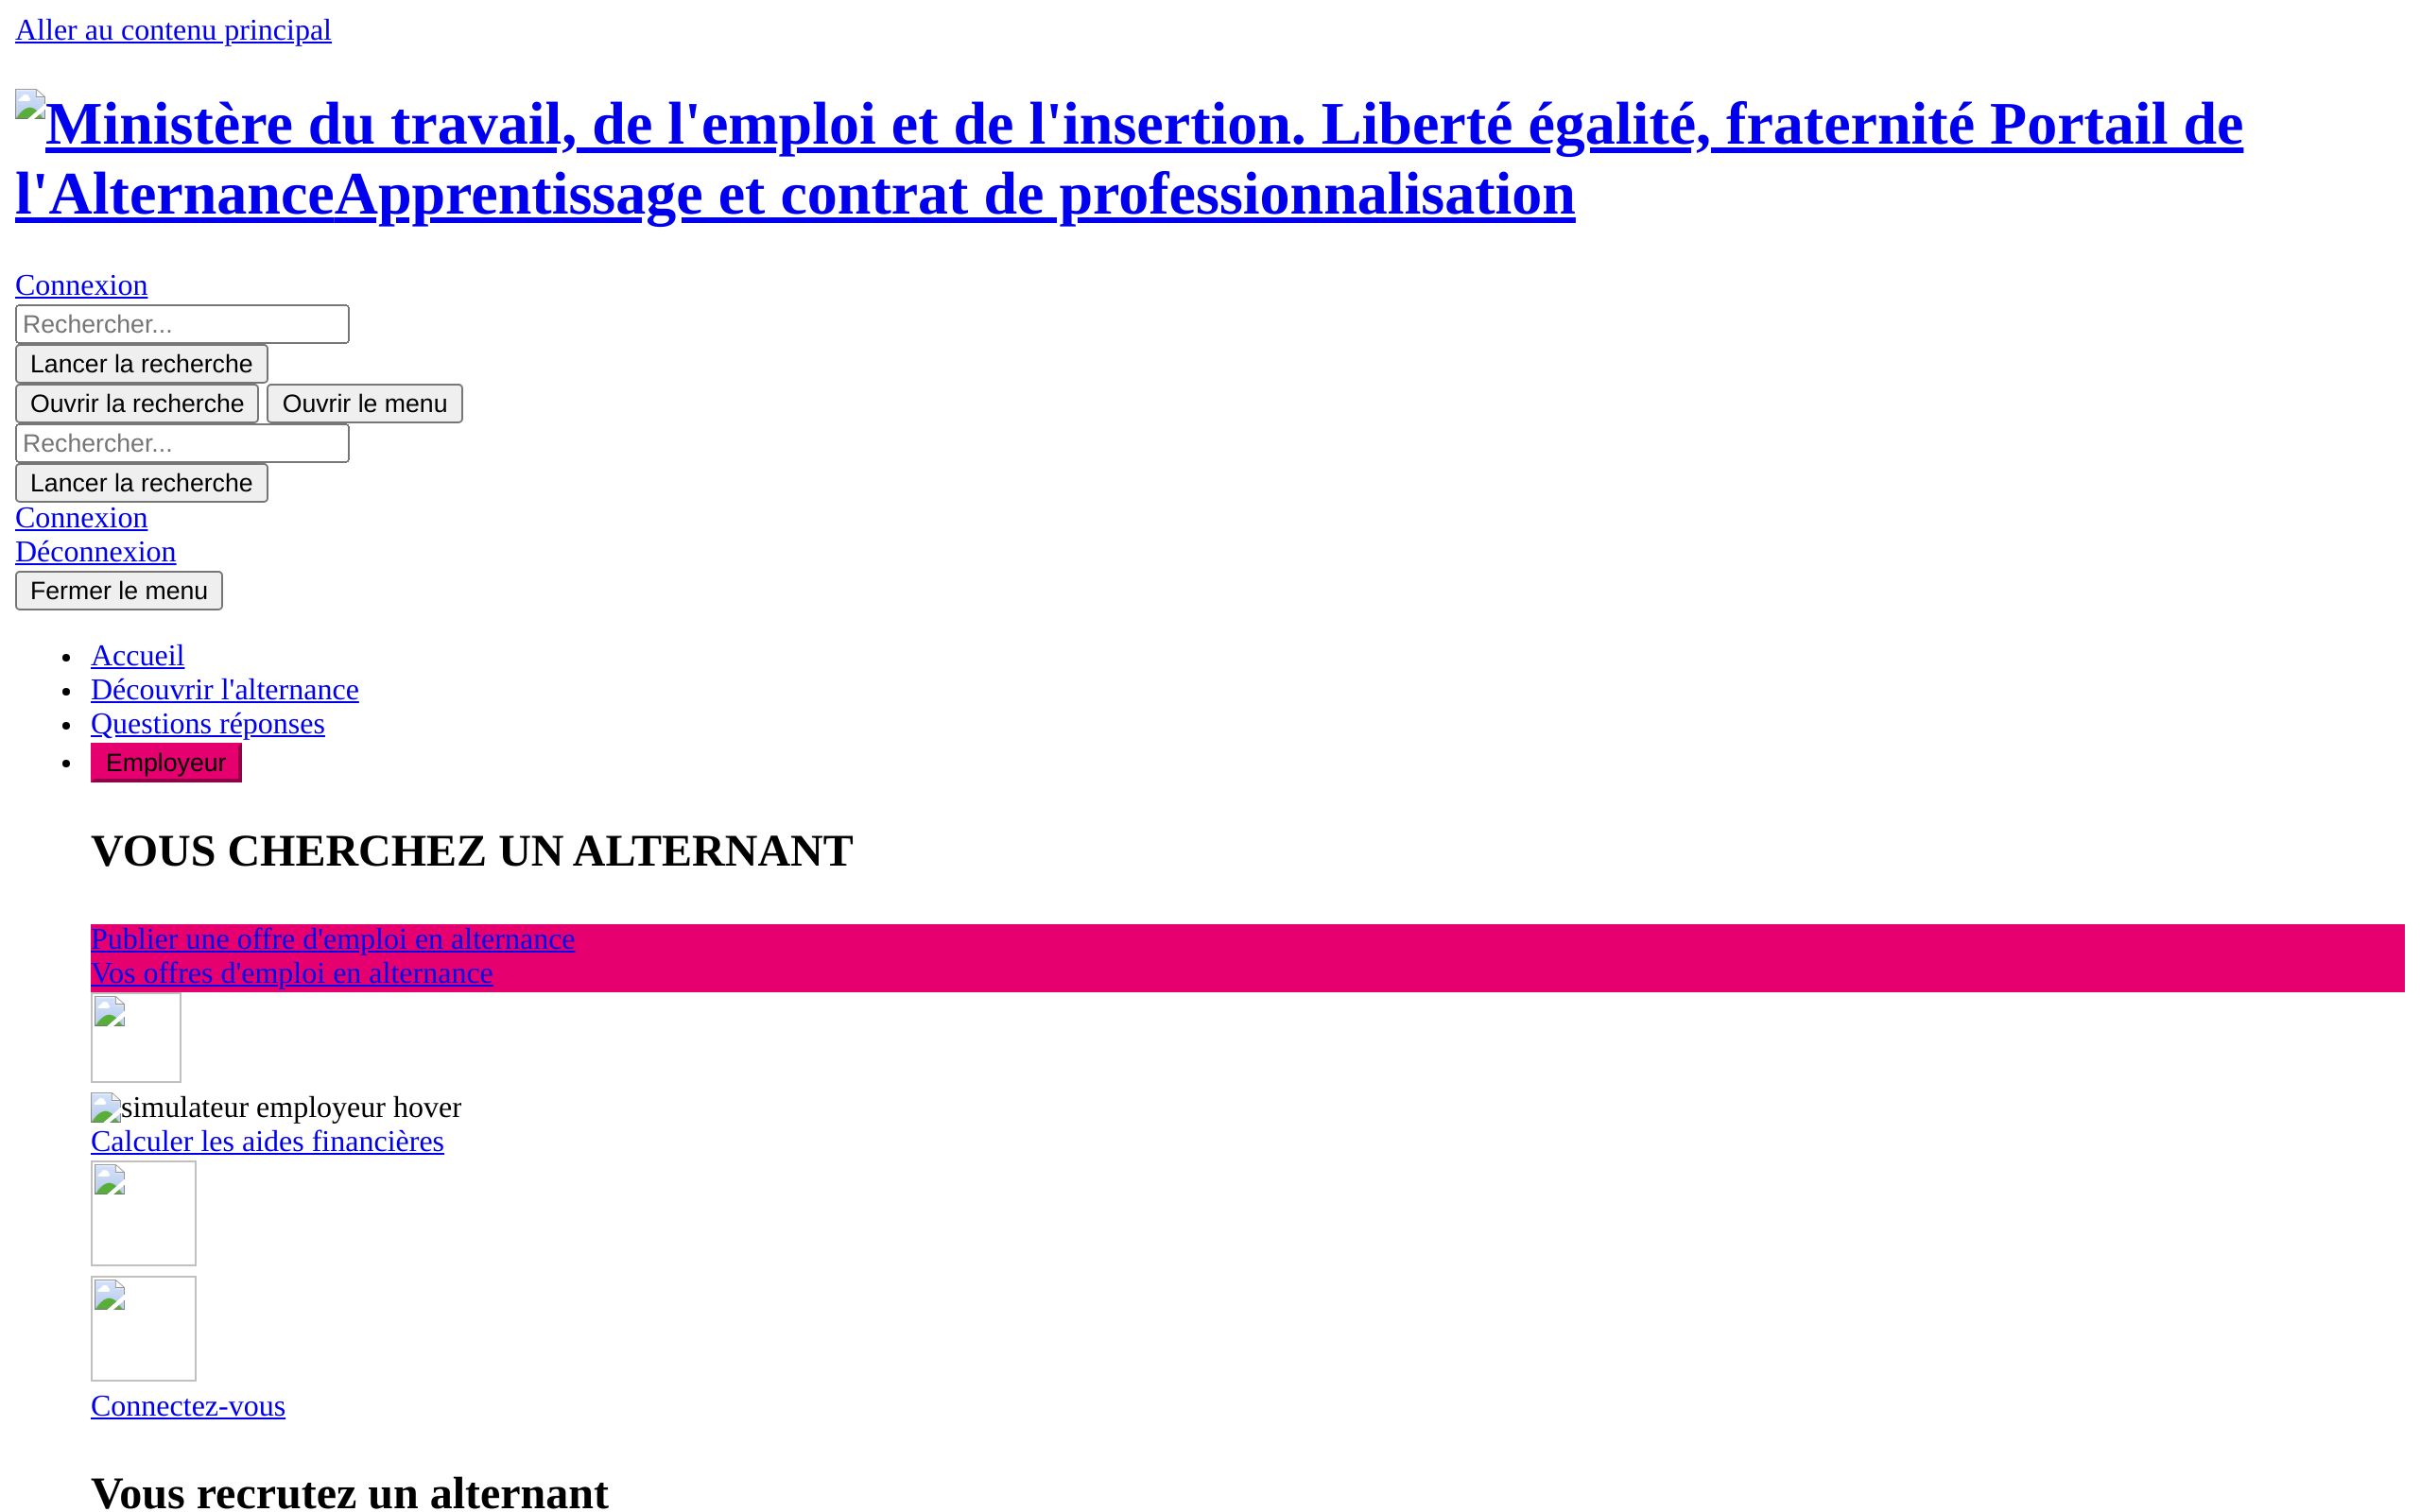 Aller au contenu principal
Ministère du travail, de l'emploi et de l'insertion. Liberté égalité, fraternité Portail de
l'AlternanceApprentissage et contrat de professionnalisation
Connexion
Rechercher...
Lancer la recherche
Ouvrir la recherche Ouvrir le menu
Rechercher...
Lancer la recherche
Connexion
Déconnexion
Fermer le menu
Accueil
Découvrir l'alternance
Questions réponses
Employeur
VOUS CHERCHEZ UN ALTERNANT
Publier une offre d'emploi en alternance
Vos offres d'emploi en alternance
simulateur employeur hover
Calculer les aides financières
Connectez-vous
Vous recrutez un alternant